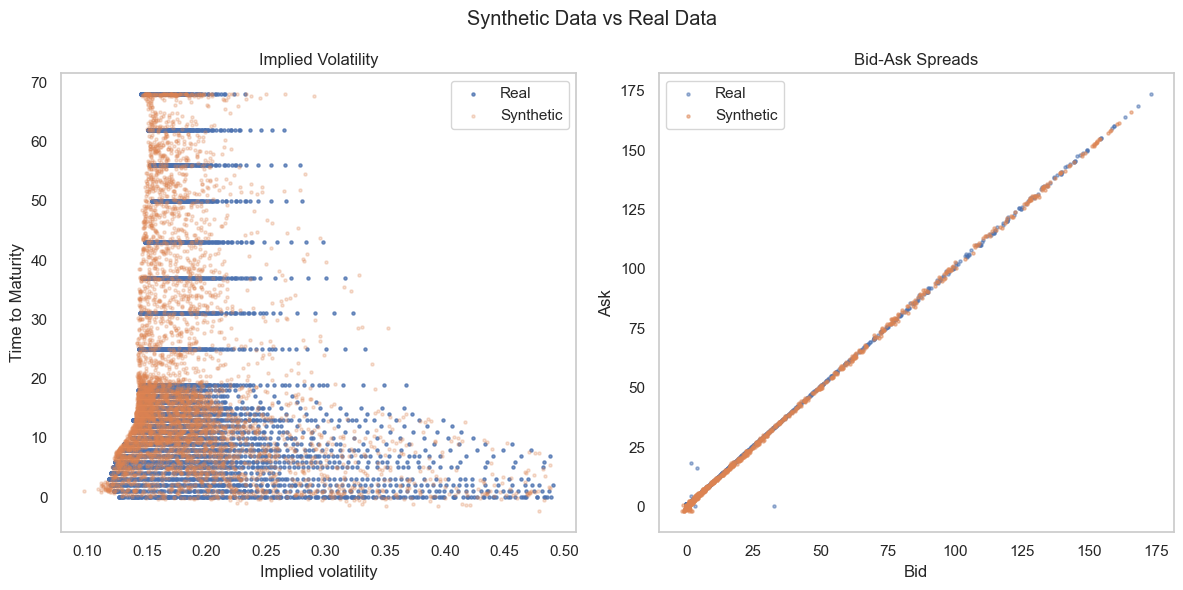 Synthetic Data vs Real Data
Implied Volatility
70
60
50
40
30
20
10
0
Time to Maturity
Real
Synthetic
0.10 0.15 0.20 0.25 0.30 0.35 0.40 0.45 0.50
Implied volatility
Bid-Ask Spreads
175
150
125
100
75
50
25
0
Ask
Real
Synthetic
0 25 50 75 100 125 150 175
Bid